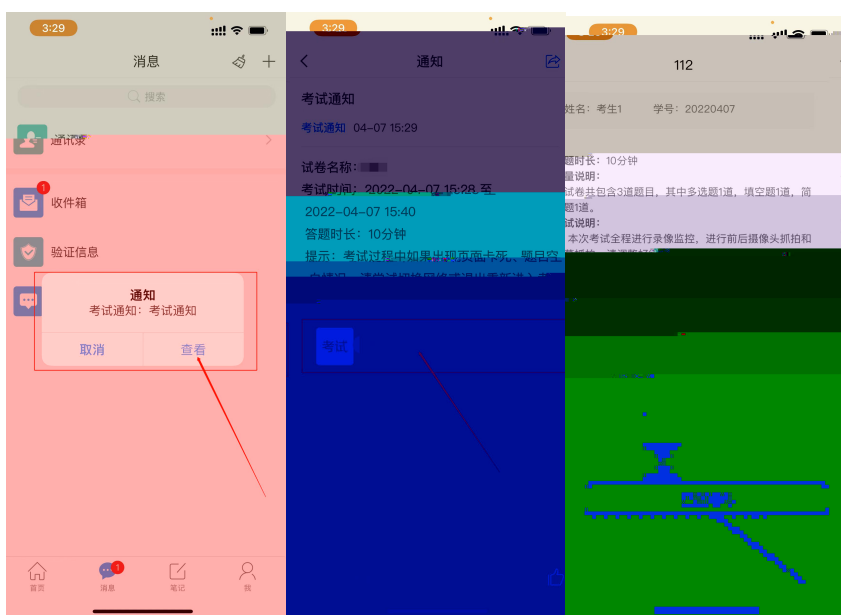 3:29
消息
搜索
通讯录
1
收件箱
验证信息
通知
考试通知：考试通知
取消
查看
1
首页
消息
笔记
我
3:29
通知
考试通知
考试通知 04-07 15:29
试卷名称：
考试时间：2022-04-07 15:28 至
2022-04-07 15:40
答题时长：10分钟
提示：考试过程中如果出现页面卡死、题目空
考试
3:29
112
姓名：考生1 学号：20220407
题时长：10分钟
量说明：
试卷共包含3道题目，其中多选题1道，填空题1道，简
题1道。
试说明：
本次考试全程进行录像监控，进行前后摄像头抓拍和